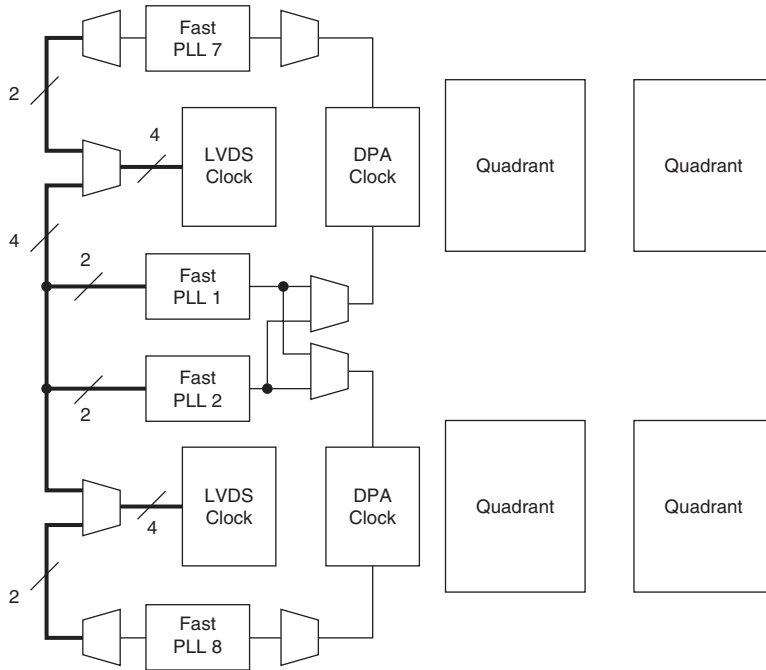 Fast
PLL 7
2
4
LVDS
Clock
DPA
Clock
Quadrant
Quadrant
4
2
Fast
PLL 1
Fast
PLL 2
2
LVDS
Clock
DPA
Clock
Quadrant
Quadrant
4
2
Fast
PLL 8